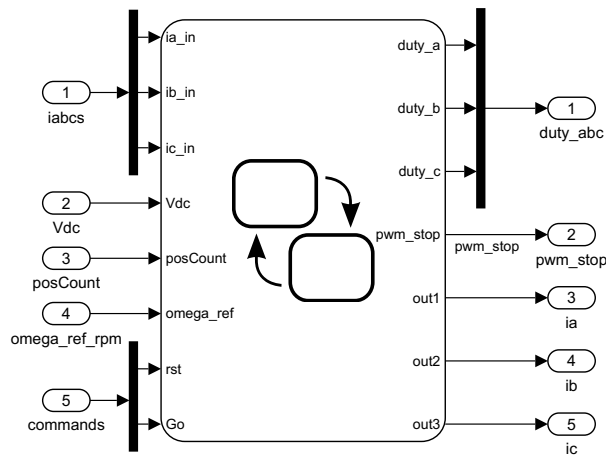 ia_in
duty_a
1
iabcs
ib_in
duty_b
1
duty_abc
ic_in
duty_c
2
Vdc
Vdc
pwm_stop
pwm_stop
2
pwm_stop
3
posCount
posCount
out1
3
ia
4
omega_ref_rpm
omega_ref
rst
out2
4
ib
5
commands
Go
out3
5
ic